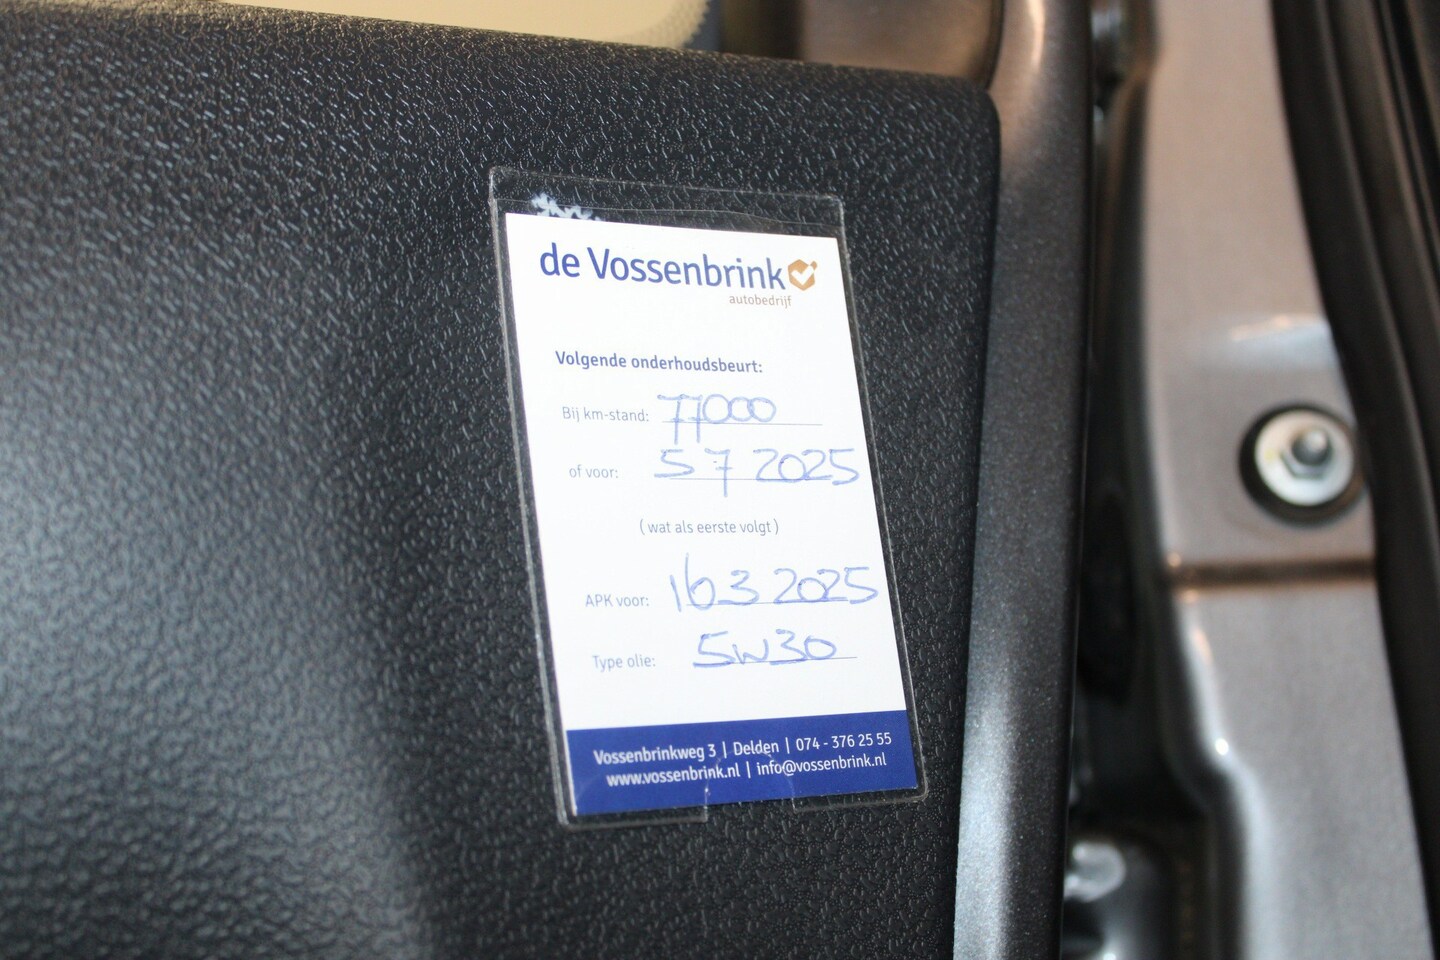 de Vossenbrink
autobedrijf
Volgende onderhoudsbeurt:
Bij km-stand: 77000
of voor: 5 7 2025
( wat als eerste volgt )
APK voor: 16 3 2025
Type olie: 5W30
Vossenbrinkweg 3 | Delden | 074 - 376 25 55
www.vossenbrink.nl | info@vossenbrink.nl